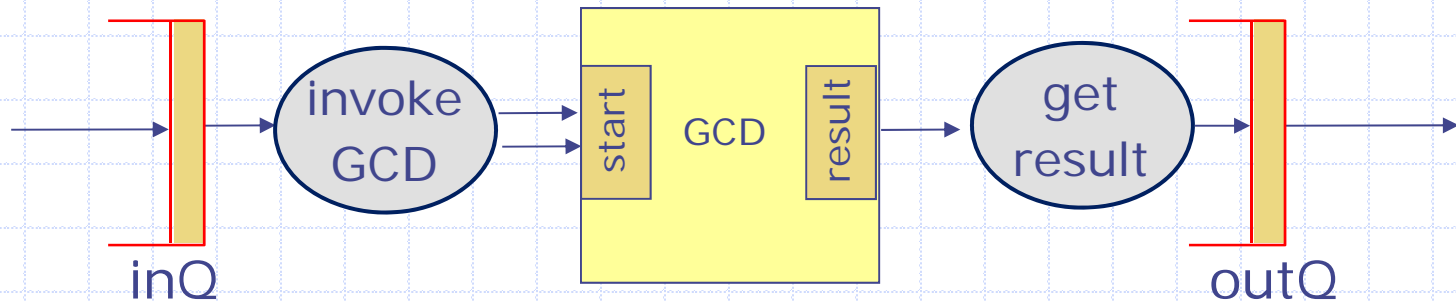 inQ
invoke
GCD
start
GCD
result
get
result
outQ